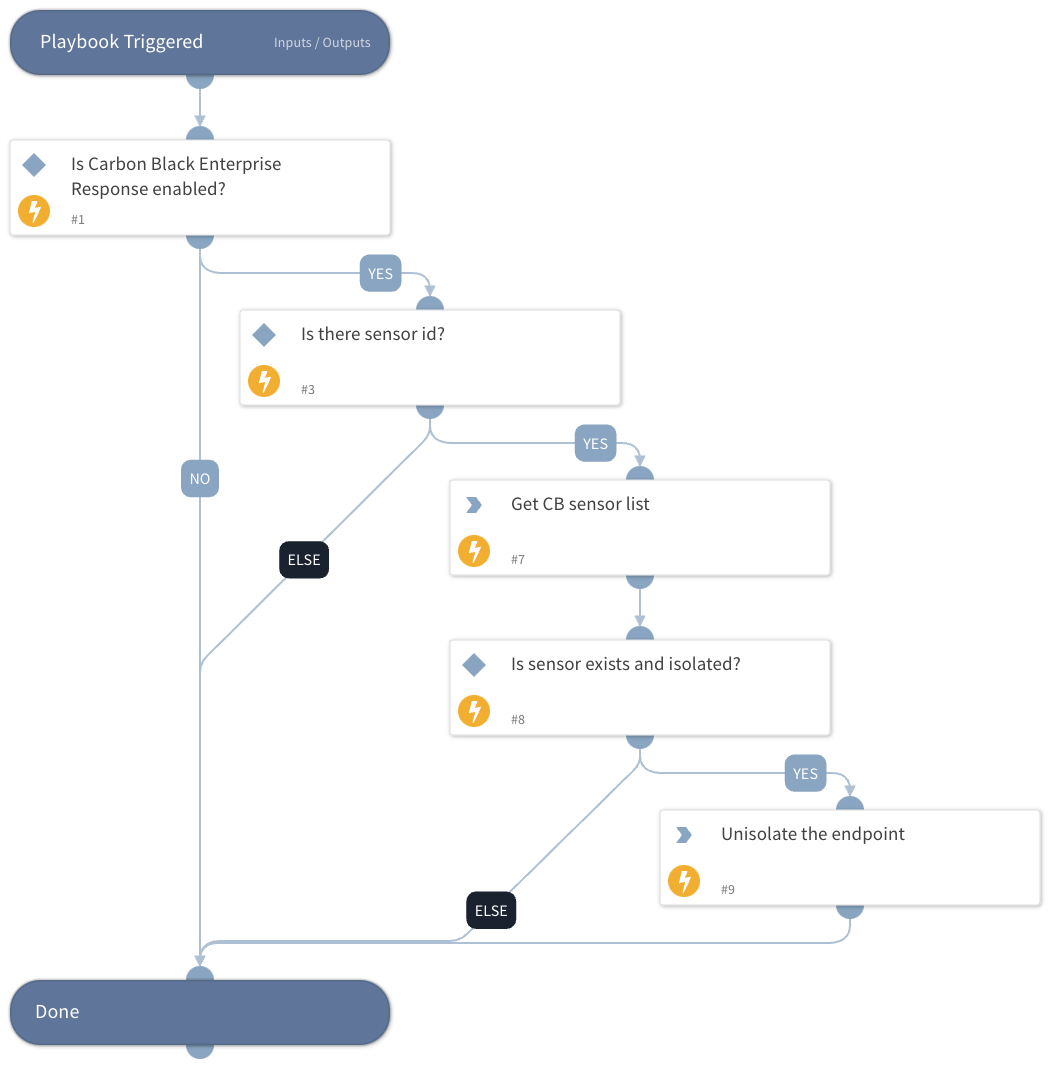 Playbook Triggered
Inputs / Outputs
Is Carbon Black Enterprise
Response enabled?
#1
YES
Is there sensor id?
#3
YES
NO
Get CB sensor list
#7
ELSE
Is sensor exists and isolated?
#8
YES
Unisolate the endpoint
#9
ELSE
Done